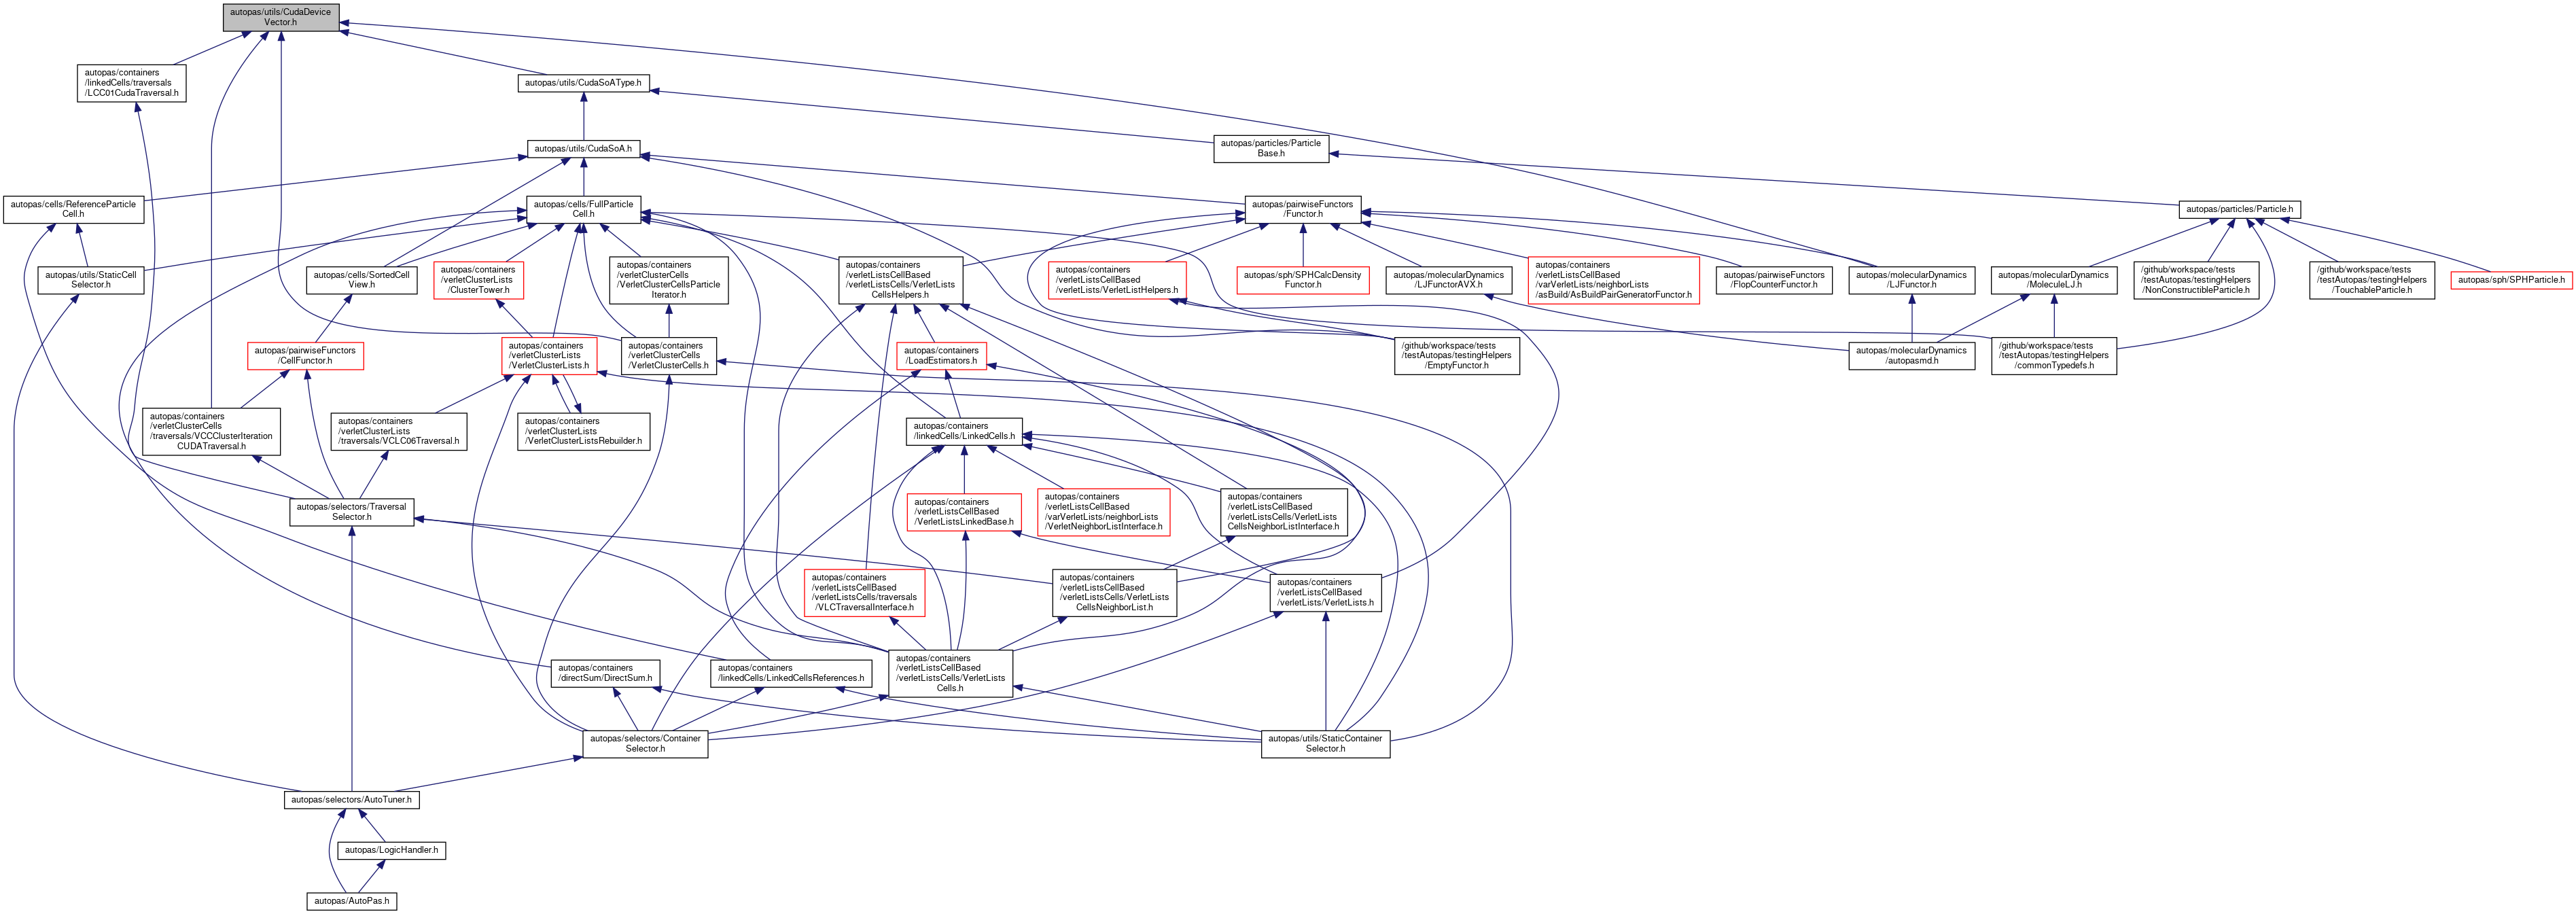 autopas/utils/CudaDevice
Vector.h
autopas/containers
/linkedCells/traversals
/LCC01CudaTraversal.h
autopas/utils/CudaSoAType.h
autopas/utils/CudaSoA.h
autopas/particles/Particle
Base.h
autopas/cells/ReferenceParticle
Cell.h
autopas/cells/FullParticle
Cell.h
autopas/pairwiseFunctors
/Functor.h
autopas/particles/Particle.h
autopas/utils/StaticCell
Selector.h
autopas/cells/SortedCell
View.h
autopas/containers
/verletClusterLists
/ClusterTower.h
autopas/containers
/verletClusterCells
/VerletClusterCellsParticle
Iterator.h
autopas/containers
/verletListsCellBased
/verletListsCells/VerletLists
CellsHelpers.h
autopas/containers
/verletListsCellBased
/verletLists/VerletListHelpers.h
autopas/sph/SPHCalcDensity
Functor.h
autopas/molecularDynamics
/LJFunctorAVX.h
autopas/containers
/verletListsCellBased
/varVerletLists/neighborLists
/asBuild/AsBuildPairGeneratorFunctor.h
autopas/pairwiseFunctors
/FlopCounterFunctor.h
autopas/molecularDynamics
/LJFunctor.h
autopas/molecularDynamics
/MoleculeLJ.h
/github/workspace/tests
/testAutopas/testingHelpers
/NonConstructibleParticle.h
/github/workspace/tests
/testAutopas/testingHelpers
/TouchableParticle.h
autopas/sph/SPHParticle.h
autopas/pairwiseFunctors
/CellFunctor.h
autopas/containers
/verletClusterLists
/VerletClusterLists.h
autopas/containers
/verletClusterCells
/VerletClusterCells.h
autopas/containers
/LoadEstimators.h
/github/workspace/tests
/testAutopas/testingHelpers
/EmptyFunctor.h
autopas/molecularDynamics
/autopasmd.h
/github/workspace/tests
/testAutopas/testingHelpers
/commonTypedefs.h
autopas/containers
/verletClusterCells
/traversals/VCCClusterIteration
CUDATraversal.h
autopas/containers
/verletClusterLists
/traversals/VCLC06Traversal.h
autopas/containers
/verletClusterLists
/VerletClusterListsRebuilder.h
autopas/containers
/linkedCells/LinkedCells.h
autopas/selectors/Traversal
Selector.h
autopas/containers
/verletListsCellBased
/VerletListsLinkedBase.h
autopas/containers
/verletListsCellBased
/varVerletLists/neighborLists
/VerletNeighborListInterface.h
autopas/containers
/verletListsCellBased
/verletListsCells/VerletLists
CellsNeighborListInterface.h
autopas/containers
/verletListsCellBased
/verletListsCells/traversals
/VLCTraversalInterface.h
autopas/containers
/verletListsCellBased
/verletListsCells/VerletLists
CellsNeighborList.h
autopas/containers
/verletListsCellBased
/verletLists/VerletLists.h
autopas/containers
/directSum/DirectSum.h
autopas/containers
/linkedCells/LinkedCellsReferences.h
autopas/containers
/verletListsCellBased
/verletListsCells/VerletLists
Cells.h
autopas/selectors/Container
Selector.h
autopas/utils/StaticContainer
Selector.h
autopas/selectors/AutoTuner.h
autopas/LogicHandler.h
autopas/AutoPas.h